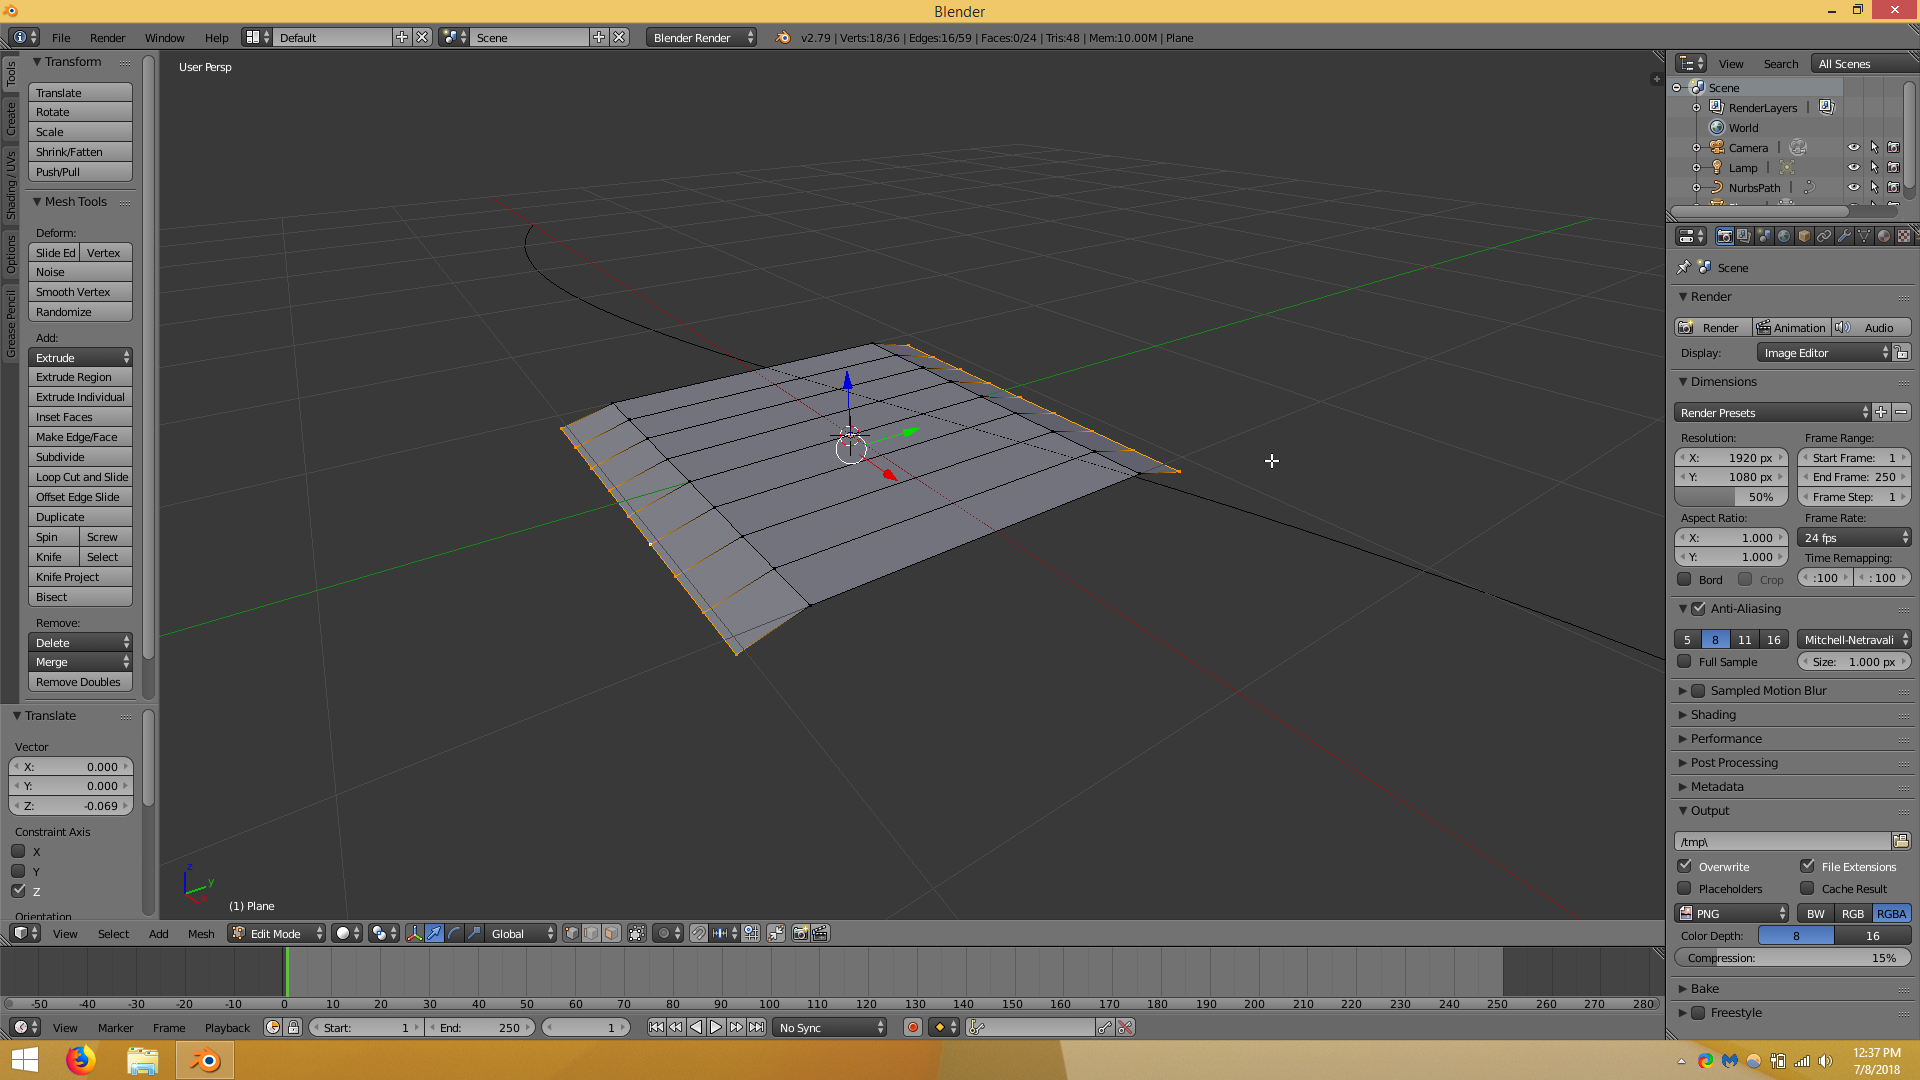 Blender
File Render Window Help Default Scene Blender Render v2.79 | Verts:18/36 | Edges:16/59 | Faces:0/24 | Tris:48 | Mem:10.00M | Plane
Tools
Create
Shading / UVs
Options
Grease Pencil
Transform
Translate
Rotate
Scale
Shrink/Fatten
Push/Pull
Mesh Tools
Deform:
Slide Ed Vertex
Noise
Smooth Vertex
Randomize
Add:
Extrude
Extrude Region
Extrude Individual
Inset Faces
Make Edge/Face
Subdivide
Loop Cut and Slide
Offset Edge Slide
Duplicate
Spin Screw
Knife Select
Knife Project
Bisect
Remove:
Delete
Merge
Remove Doubles
Translate
Vector
X: 0.000
Y: 0.000
Z: -0.069
Constraint Axis
X
Y
Z
Orientation
User Persp
z
y
x
(1) Plane
View Select Add Mesh Edit Mode Global
-50 -40 -30 -20 -10 0 10 20 30 40 50 60 70 80 90 100 110 120 130 140 150 160 170 180 190 200 210 220 230 240 250 260 270 280
View Marker Frame Playback Start: 1 End: 250 1 No Sync
View Search All Scenes
Scene
RenderLayers |
World
Camera |
Lamp |
NurbsPath |
Scene
Render
Render Animation Audio
Display: Image Editor
Dimensions
Render Presets
Resolution: Frame Range:
X: 1920 px Start Frame: 1
Y: 1080 px End Frame: 250
50% Frame Step: 1
Aspect Ratio: Frame Rate:
X: 1.000 24 fps
Y: 1.000 Time Remapping:
Bord Crop :100 : 100
Anti-Aliasing
5 8 11 16 Mitchell-Netravali
Full Sample Size: 1.000 px
Sampled Motion Blur
Shading
Performance
Post Processing
Metadata
Output
/tmp\
Overwrite File Extensions
Placeholders Cache Result
PNG BW RGB RGBA
Color Depth: 8 16
Compression: 15%
Bake
Freestyle
12:37 PM
7/8/2018